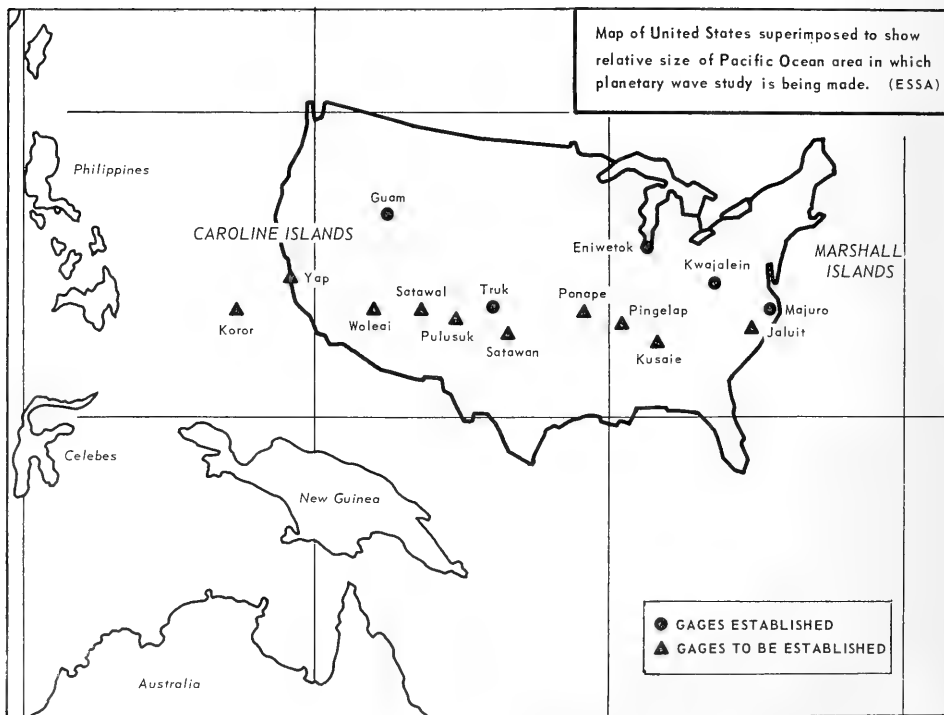 Map of United States superimposed to show
relative size of Pacific Ocean area in which
planetary wave study is being made. (ESSA)
Philippines
Guam
CAROLINE ISLANDS
Eniwetok
MARSHALL
ISLANDS
Kwajalein
Yap
Koror
Woleai
Satawal
Pulusuk
Truk
Satawan
Ponape
Pingelap
Kusaie
Majuro
Jaluit
Celebes
New Guinea
Australia
GAGES ESTABLISHED
GAGES TO BE ESTABLISHED